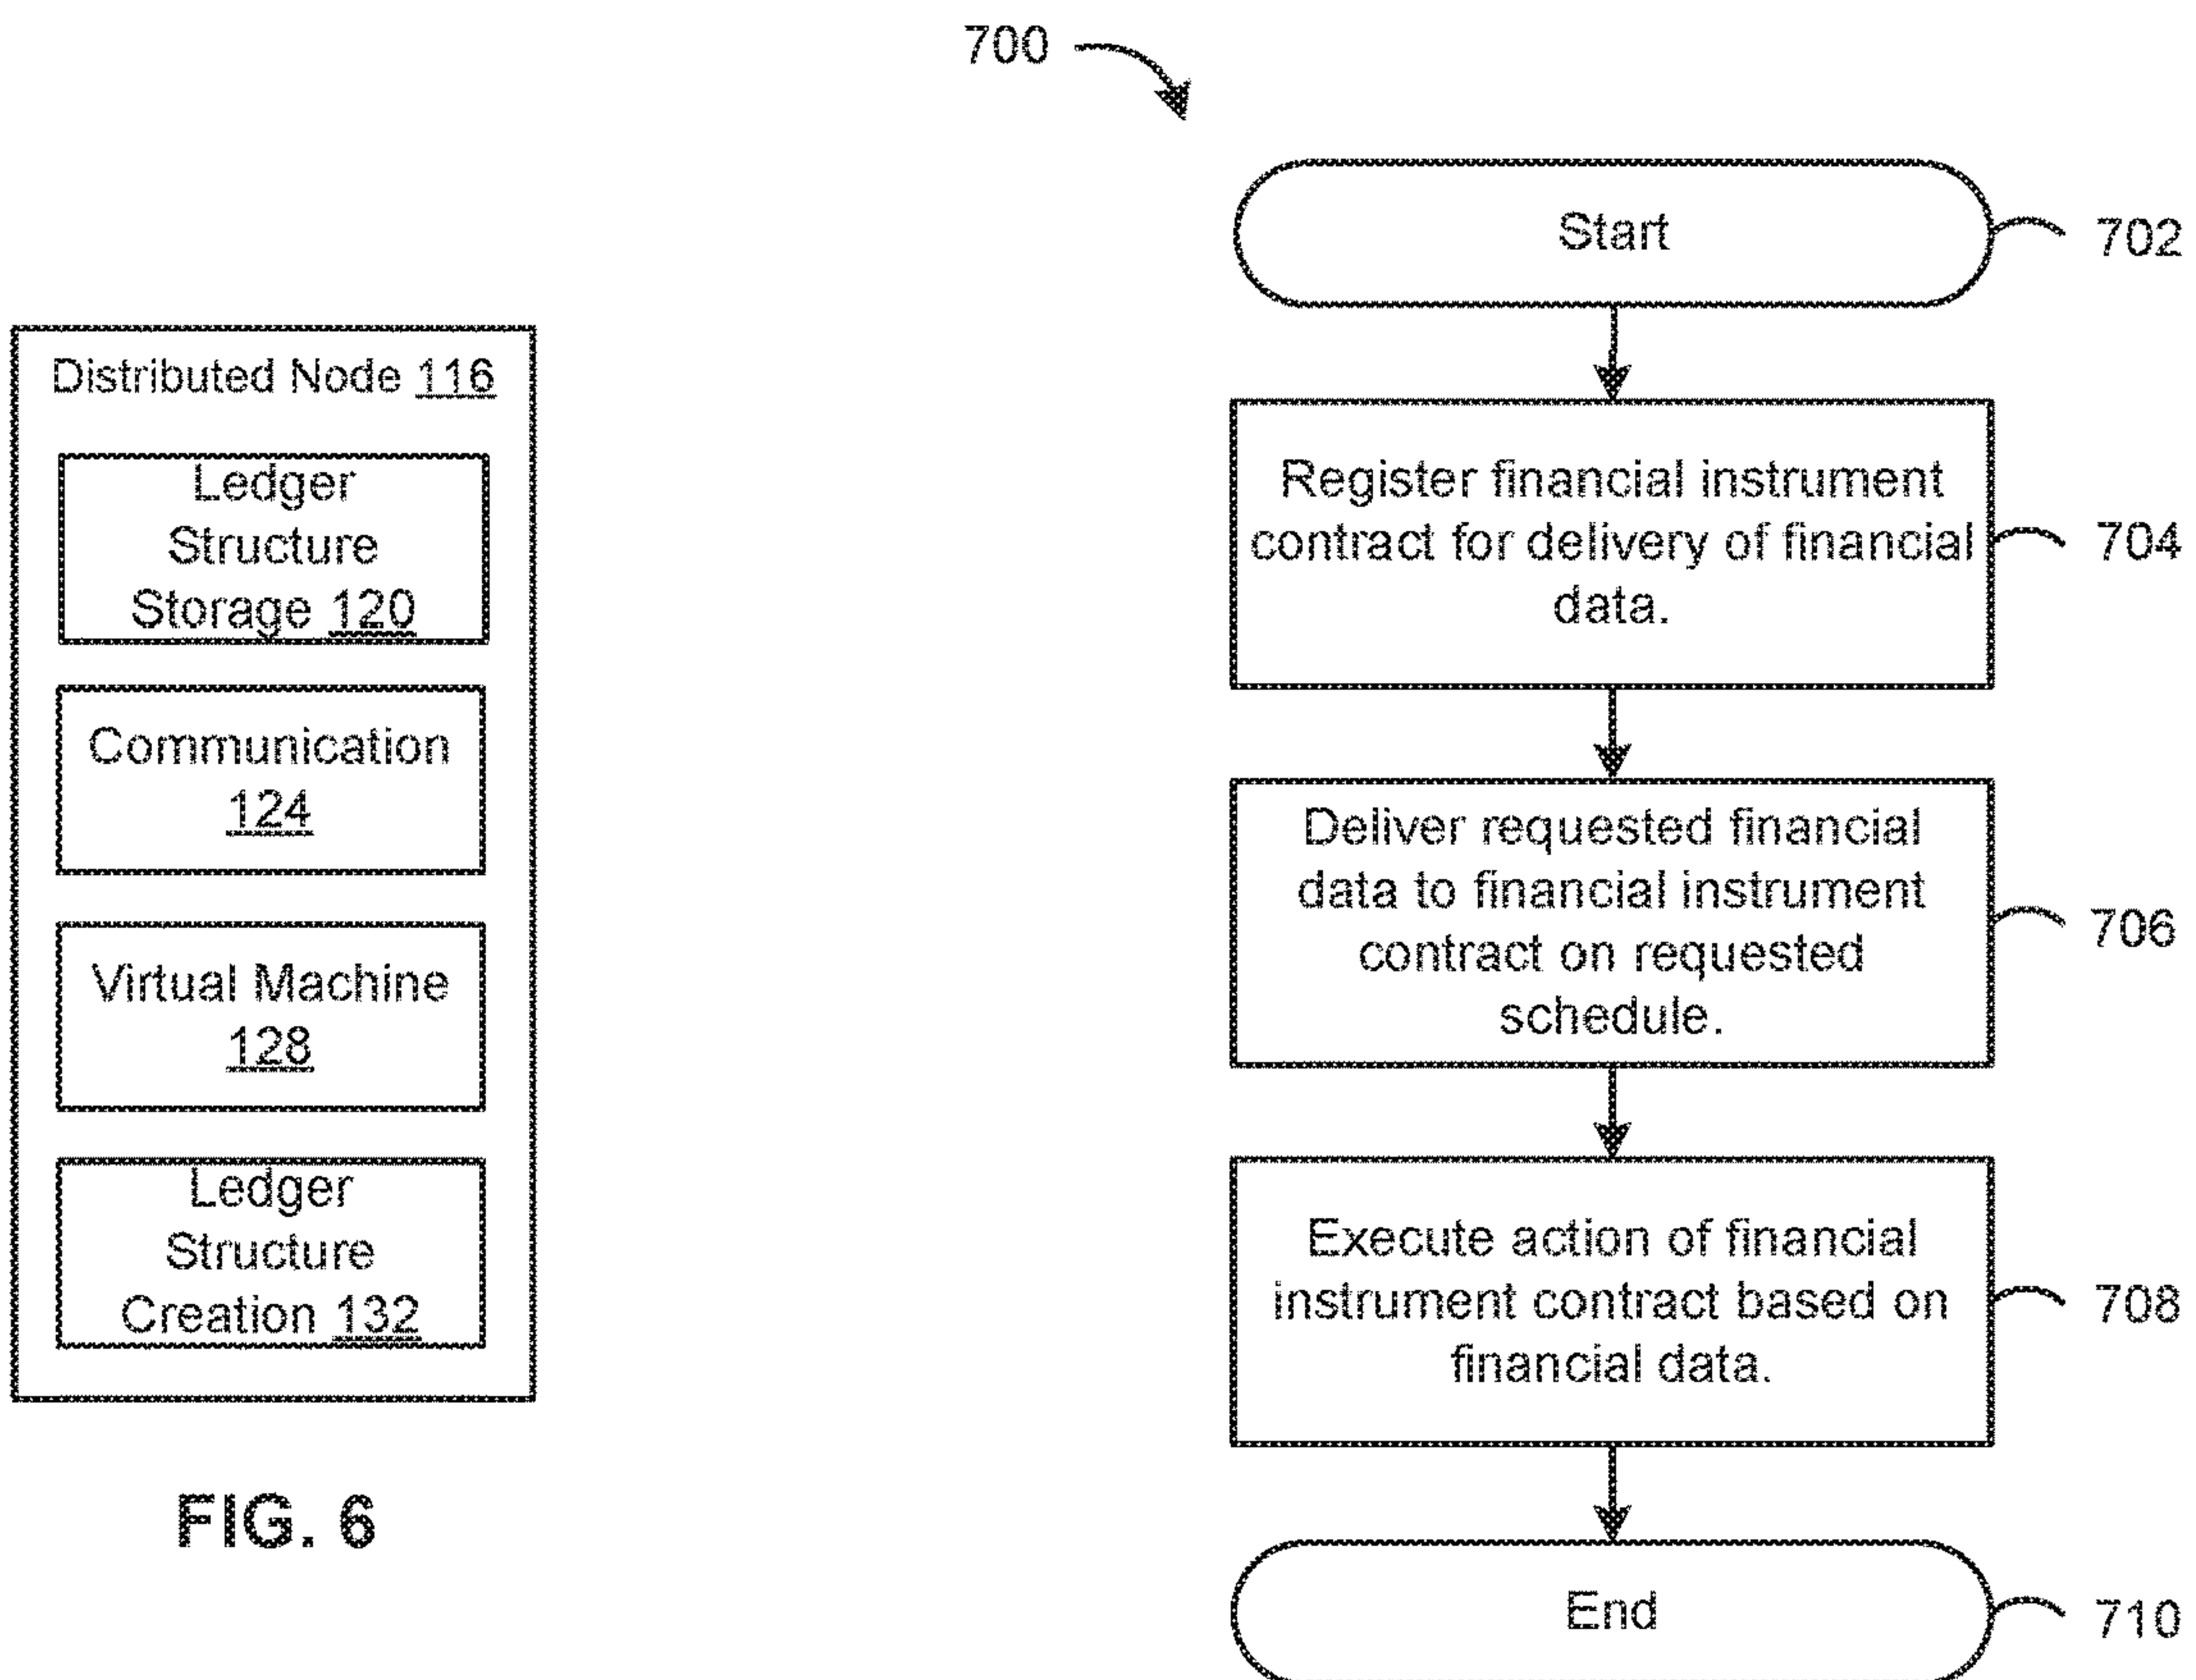 Distributed Node 116
Ledger
Structure
Storage 120
Communication
124
Virtual Machine
128
Ledger
Structure
Creation 132
FIG. 6
700
Start
702
Register financial instrument
contract for delivery of financial
data.
704
Deliver requested financial
data to financial instrument
contract on requested
schedule.
706
Execute action of financial
instrument contract based on
financial data.
708
End
710